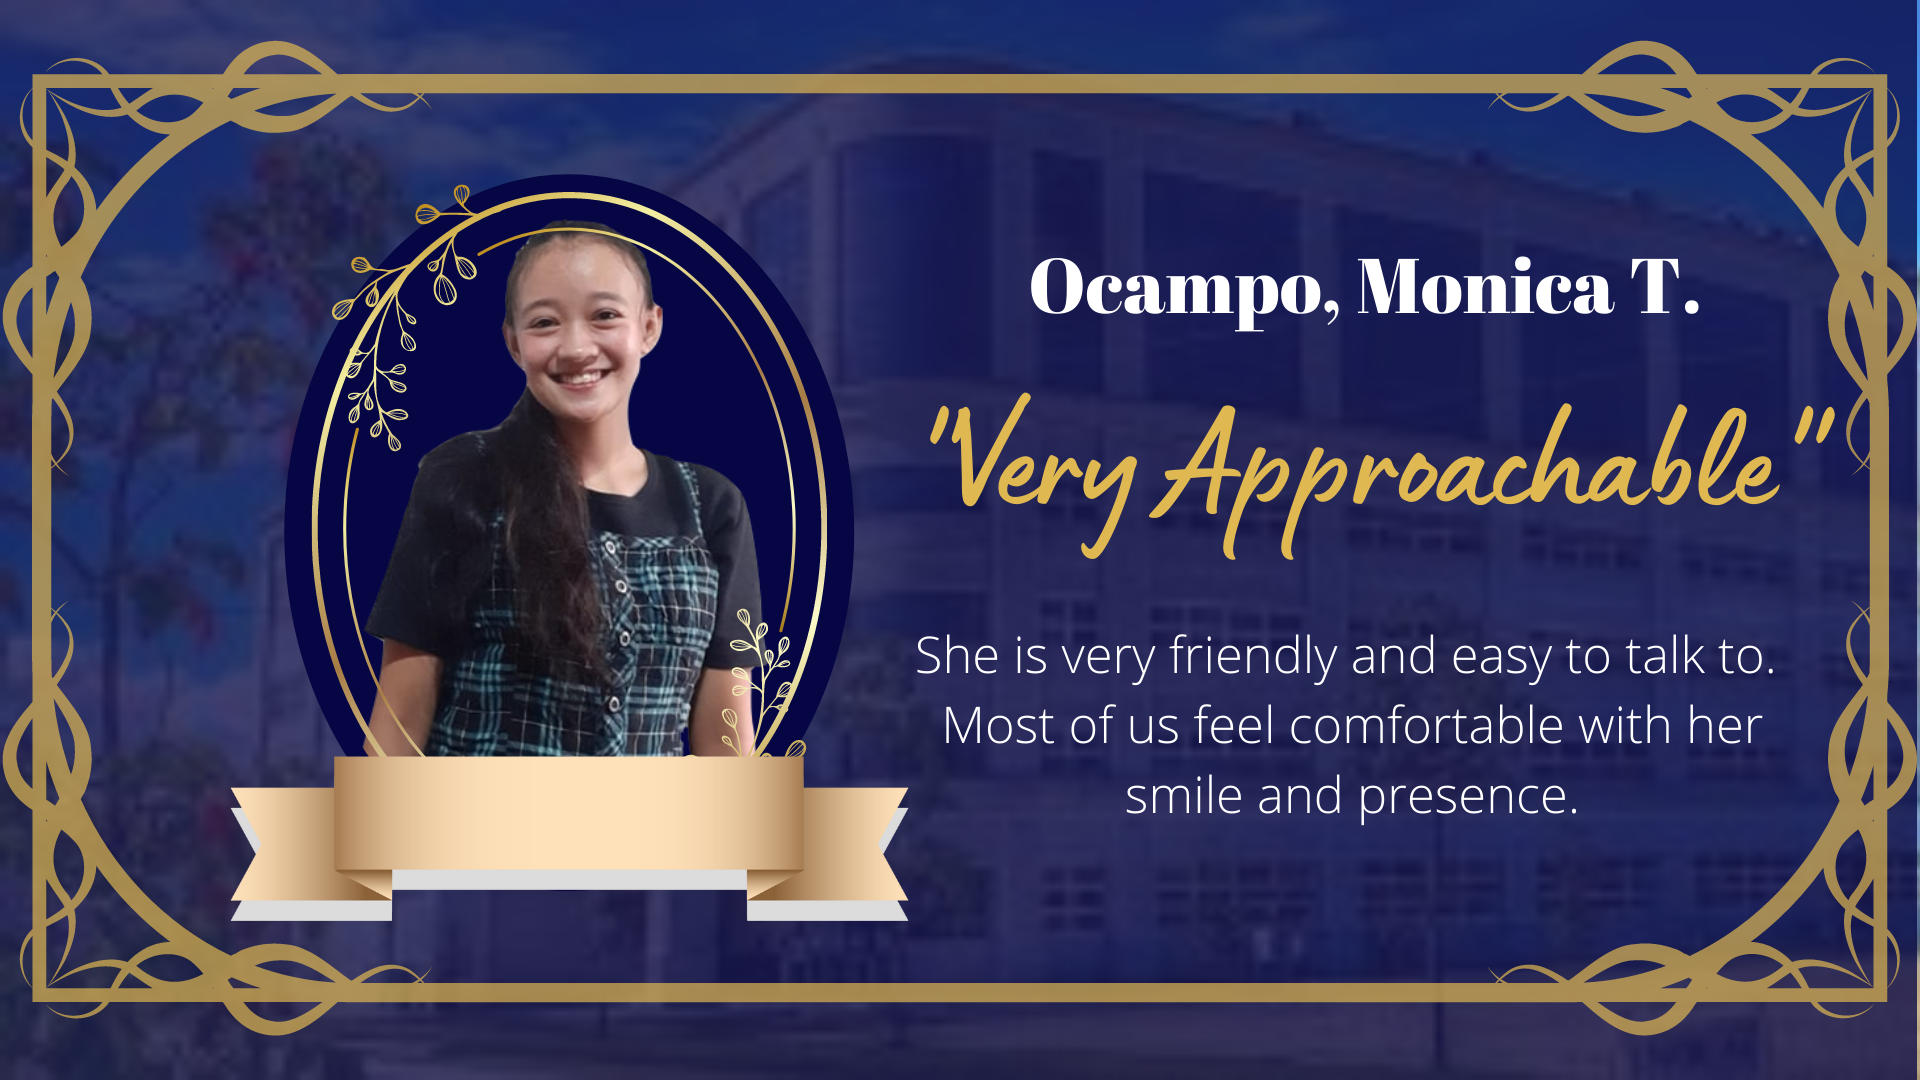 Ocampo, Monica T.
"Very Approachable"
She is very friendly and easy to talk to.
Most of us feel comfortable with her
smile and presence.